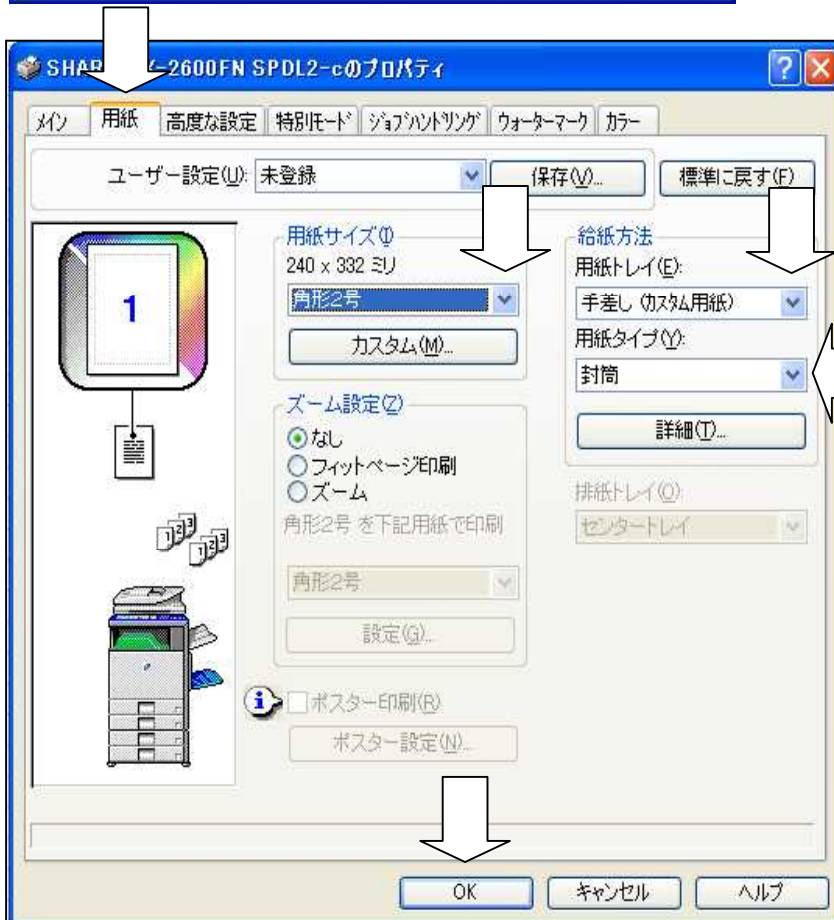 SHAR -2600FN SPDL2-cのプロパティ
メイン 用紙 高度な設定 特別モード ジョブハンドリング ウォーターマーク カラー
ユーザー設定(U): 未登録 保存(V)... 標準に戻す(F)
用紙サイズ(I)
240 x 332 ミリ
角形2号
カスタム(M)...
ズーム設定(Z)
なし
フィットページ印刷
ズーム
角形2号 を下記用紙で印刷
角形2号
設定(G)...
ポスター印刷(R)
ポスター設定(N)...
給紙方法
用紙トレイ(E):
手差し (カスタム用紙)
用紙タイプ(Y):
封筒
詳細(T)...
排紙トレイ(O):
センタートレイ
1
1 2 3
1 2 3
OK キャンセル ヘルプ